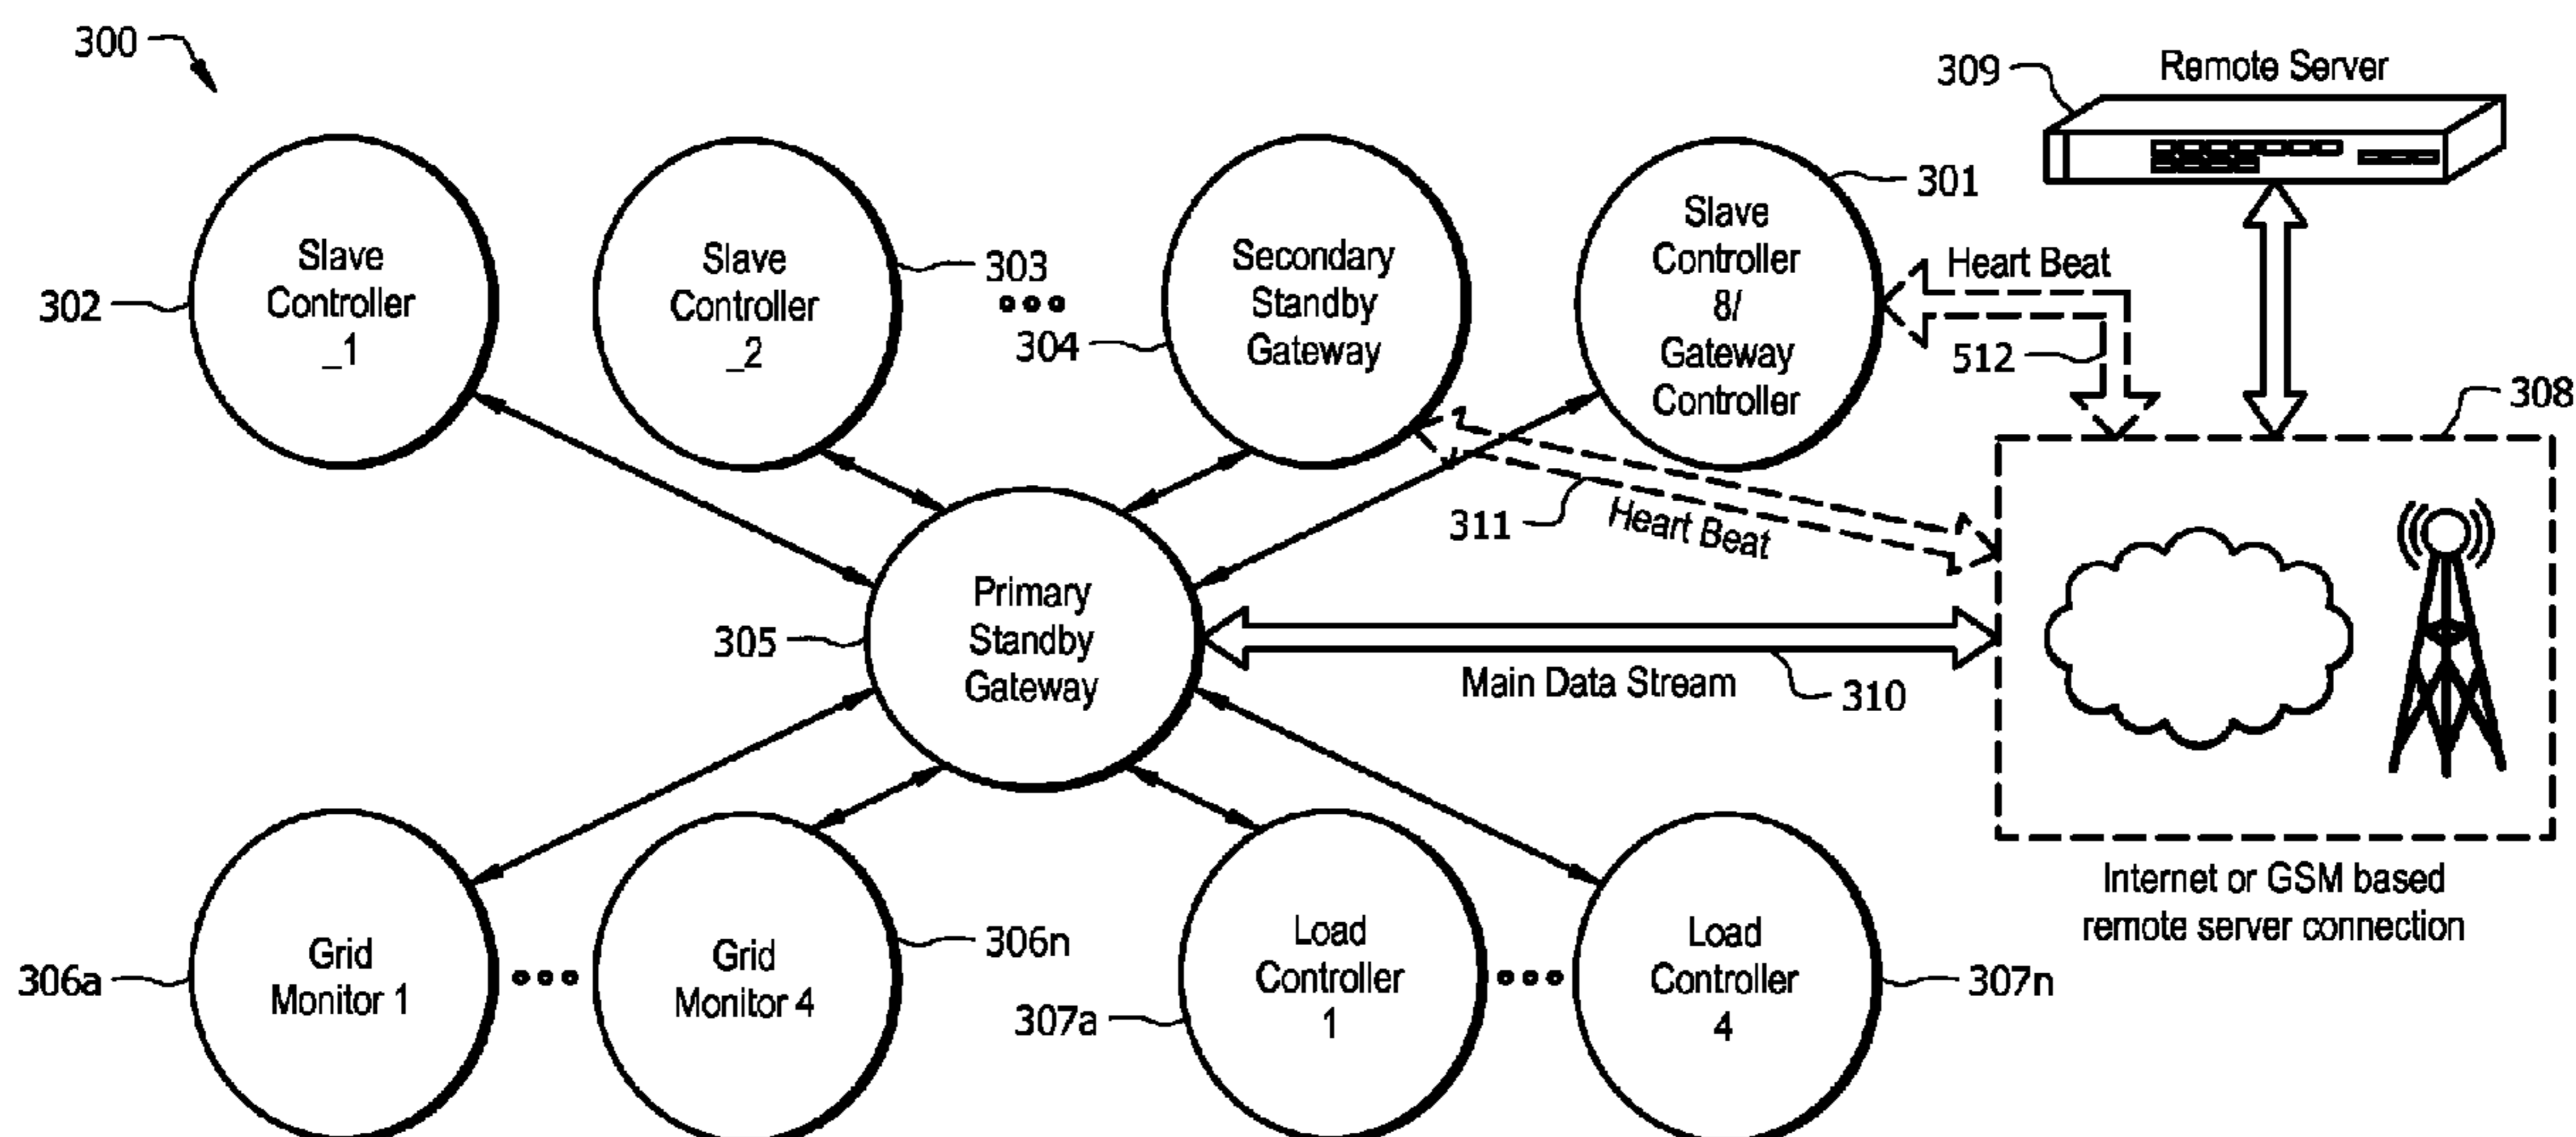 300
309
Remote Server
302
Slave
Controller
_1
Slave
Controller
_2
303
304
Secondary
Standby
Gateway
301
Slave
Controller
8/
Gateway
Controller
Heart Beat
512
308
311
Heart Beat
305
Primary
Standby
Gateway
Main Data Stream
310
Internet or GSM based
remote server connection
306a
Grid
Monitor 1
Grid
Monitor 4
306n
307a
Load
Controller
1
Load
Controller
4
307n